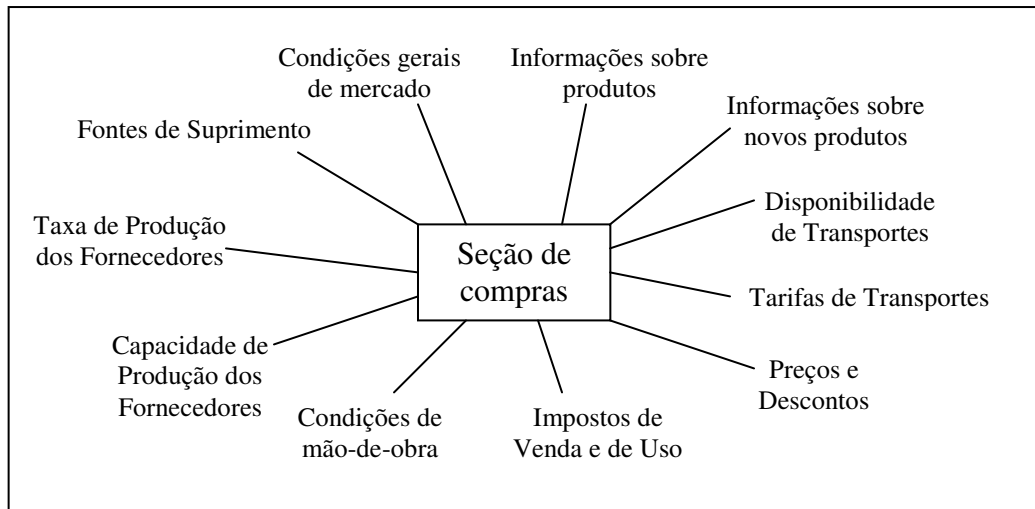 Condições gerais
de mercado
Informações sobre
produtos
Informações sobre
novos produtos
Fontes de Suprimento
Disponibilidade
de Transportes
Taxa de Produção
dos Fornecedores
Seção de
compras
Tarifas de Transportes
Capacidade de
Produção dos
Fornecedores
Preços e
Descontos
Condições de
mão-de-obra
Impostos de
Venda e de Uso